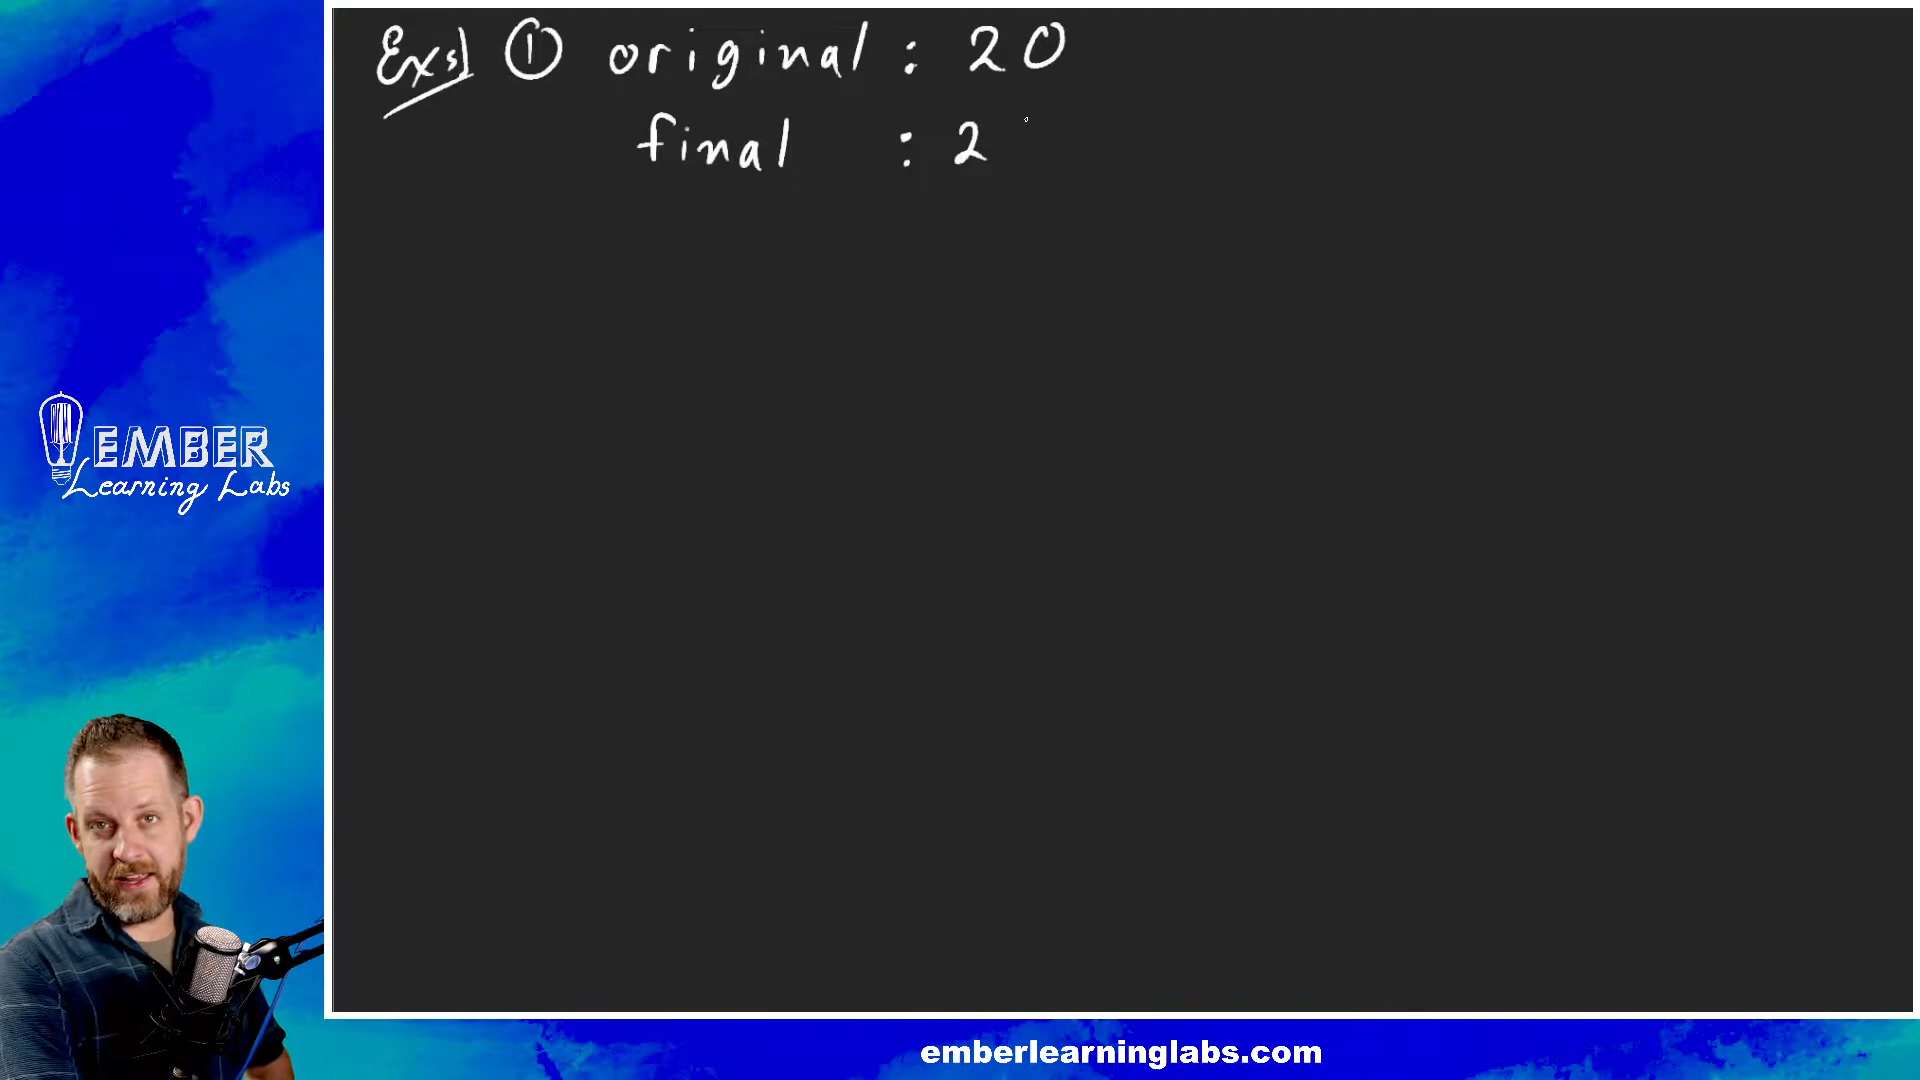 Exs) ① original : 20
final : 2
EMBER
Learning Labs
emberlearninglabs.com